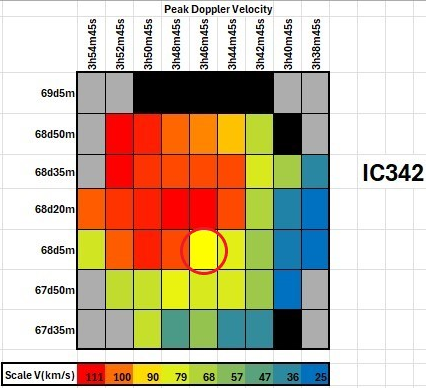 Peak Doppler Velocity
3h54m45s 3h52m45s 3h50m45s 3h48m45s 3h46m45s 3h44m45s 3h42m45s 3h40m45s 3h38m45s
69d5m
68d50m
68d35m
IC342
68d20m
68d5m
67d50m
67d35m
Scale V(km/s) 111 100 90 79 68 57 47 36 25